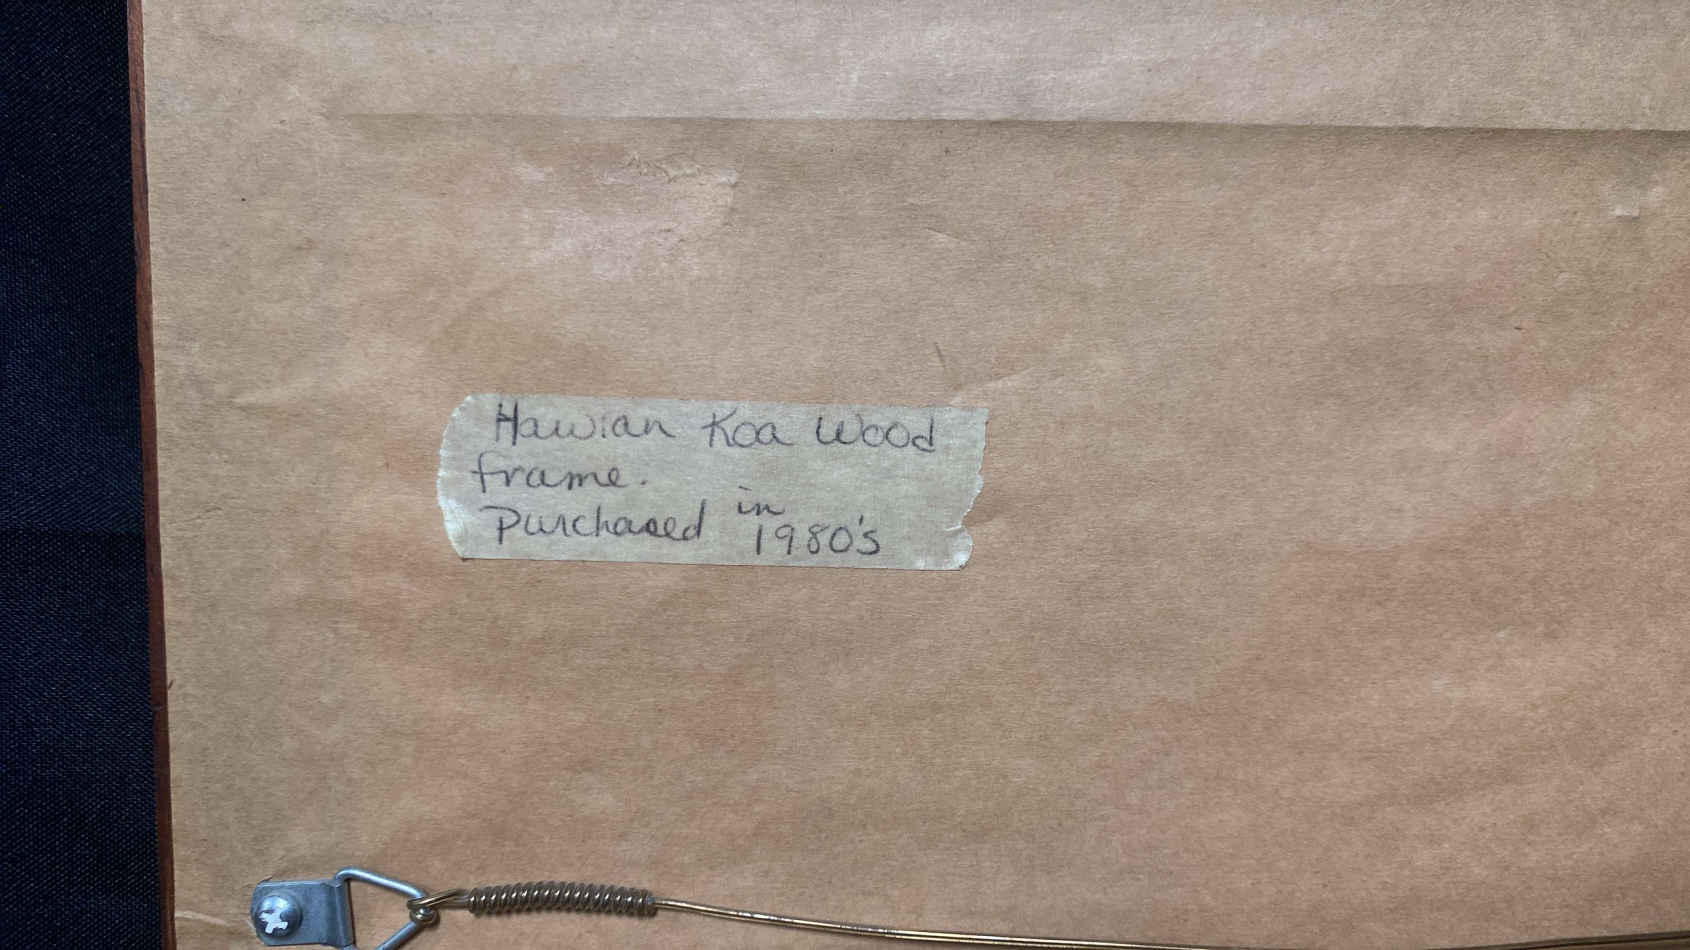 Hawian Koa Wood
frame.
Purchased in
1980's